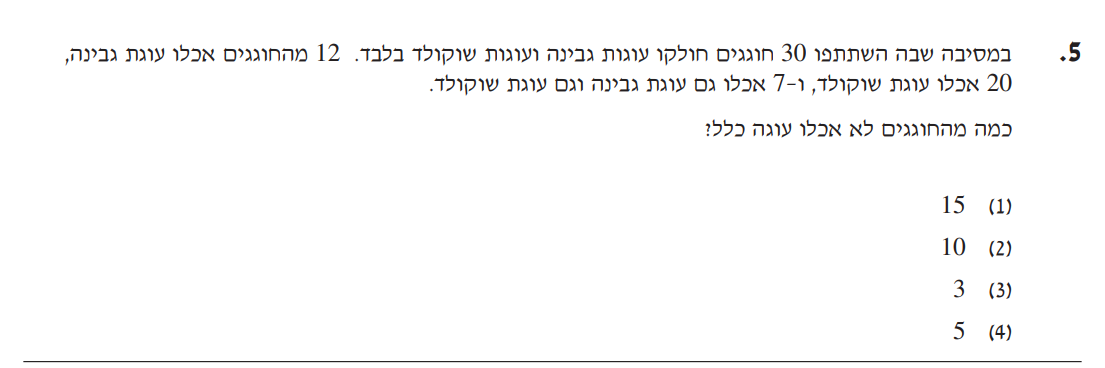 5. במסיבה שבה השתתפו 30 חוגגים חולקו עוגות גבינה ועוגות שוקולד בלבד. 12 מהחוגגים אכלו עוגת גבינה,
20 אכלו עוגת שוקולד, ו-7 אכלו גם עוגת גבינה וגם עוגת שוקולד.
כמה מהחוגגים לא אכלו עוגה כלל?
(1) 15
(2) 10
(3) 3
(4) 5